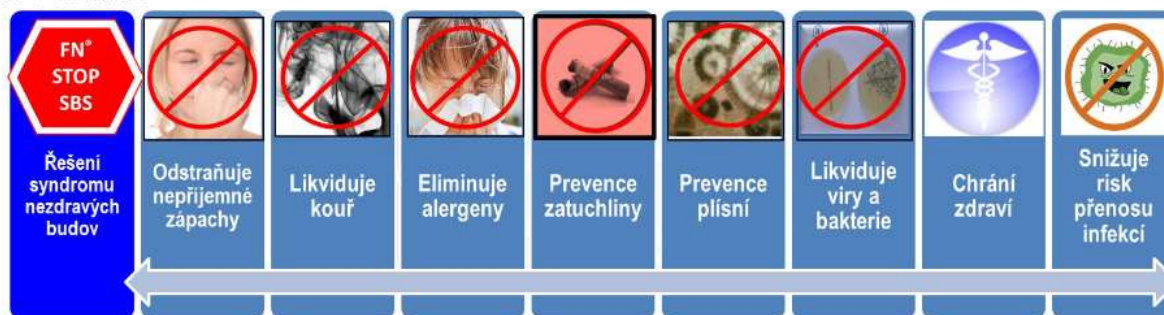 FN®
STOP
SBS
Řešení
syndromu
nezdravých
budov
Odstraňuje
nepříjemné
zápachy
Likviduje
kouř
Eliminuje
alergeny
Prevence
zatuchliny
Prevence
plísní
Likviduje
viry a
bakterie
Chrání
zdraví
Snižuje
risk
přenosu
infekcí